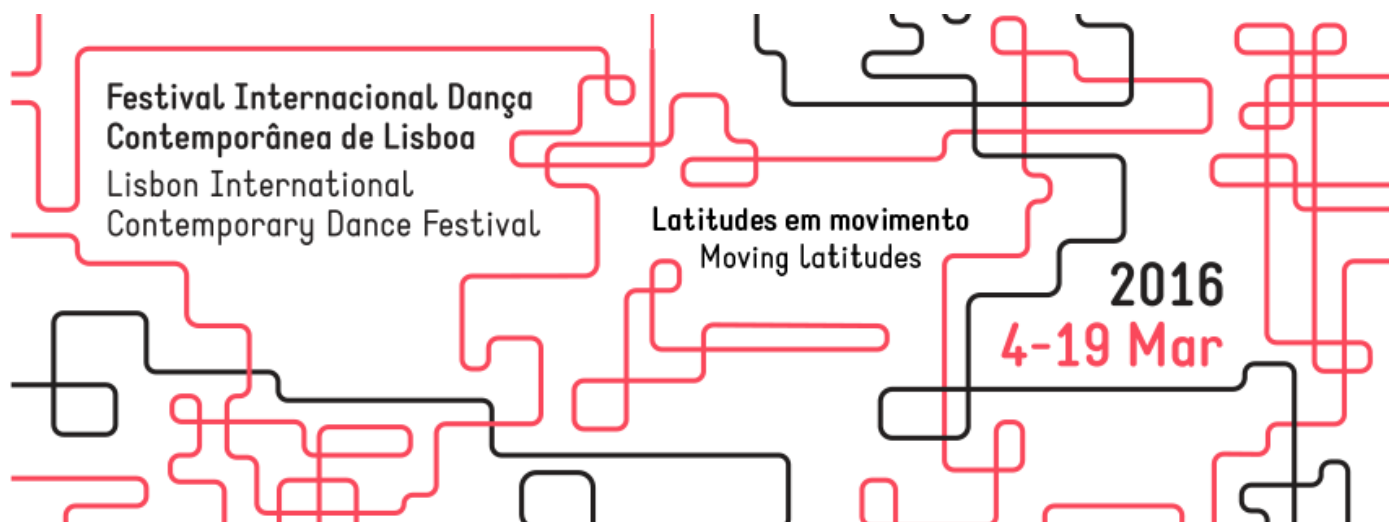 Festival Internacional Dança
Contemporânea de Lisboa
Lisbon International
Contemporary Dance Festival
Latitudes em movimento
Moving latitudes
2016
4-19 Mar